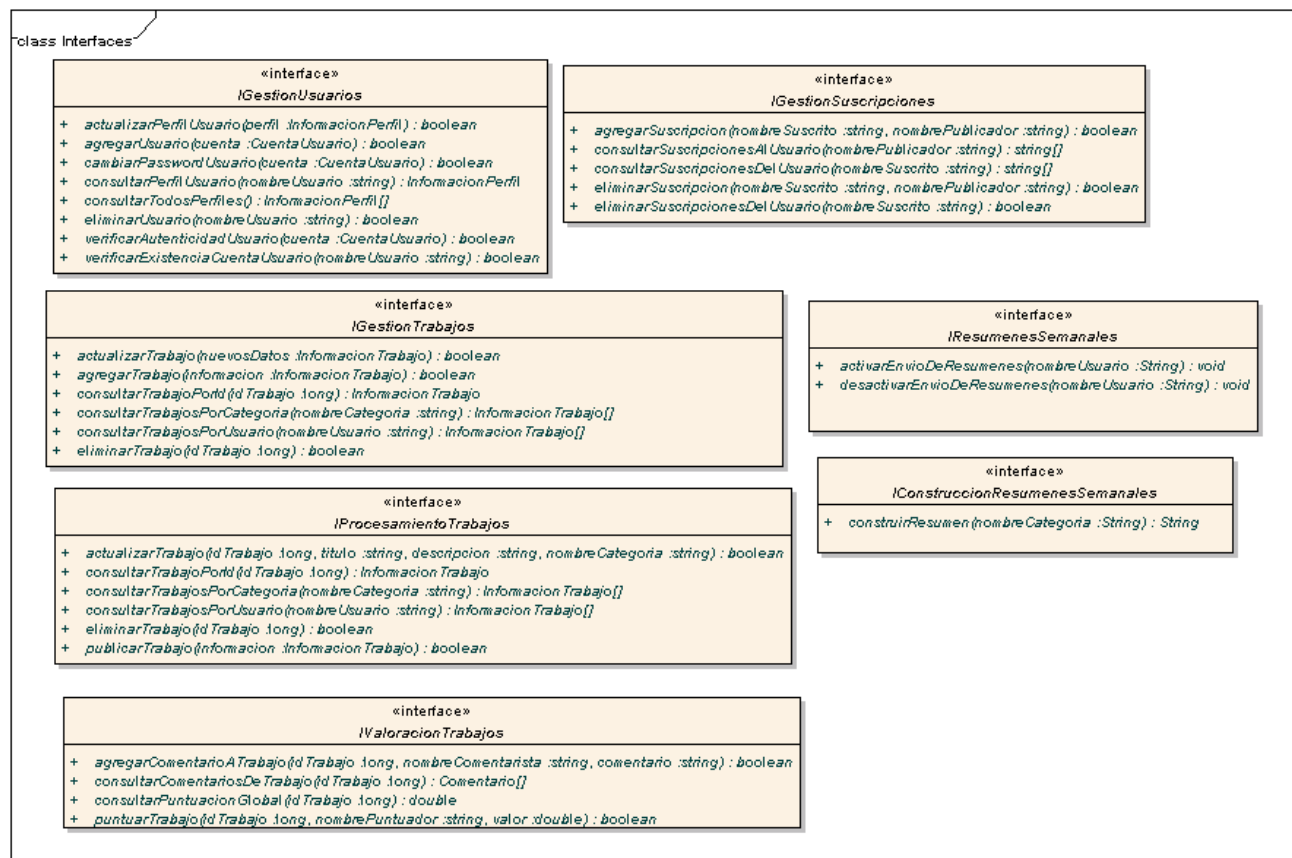 class Interfaces
«interface»
IGestionUsuarios
+ actualizarPerfilUsuario(perfil :InformacionPerfil) : boolean
+ agregarUsuario(cuenta :CuentaUsuario) : boolean
+ cambiarPasswordUsuario(cuenta :CuentaUsuario) : boolean
+ consultarPerfilUsuario(nombreUsuario :string) : InformacionPerfil
+ consultarTodosPerfiles() : InformacionPerfil[]
+ eliminarUsuario(nombreUsuario :string) : boolean
+ verificarAutenticidadUsuario(cuenta :CuentaUsuario) : boolean
+ verificarExistenciaCuentaUsuario(nombreUsuario :string) : boolean
«interface»
IGestionSuscripciones
+ agregarSuscripcion(nombreSuscrito :string, nombrePublicador :string) : boolean
+ consultarSuscripcionesAlUsuario(nombrePublicador :string) : string[]
+ consultarSuscripcionesDelUsuario(nombreSuscrito :string) : string[]
+ eliminarSuscripcion(nombreSuscrito :string, nombrePublicador :string) : boolean
+ eliminarSuscripcionesDelUsuario(nombreSuscrito :string) : boolean
«interface»
IGestionTrabajos
+ actualizarTrabajo(nuevosDatos :InformacionTrabajo) : boolean
+ agregarTrabajo(informacion :InformacionTrabajo) : boolean
+ consultarTrabajoPorId(idTrabajo :long) : InformacionTrabajo
+ consultarTrabajosPorCategoria(nombreCategoria :string) : InformacionTrabajo[]
+ consultarTrabajosPorUsuario(nombreUsuario :string) : InformacionTrabajo[]
+ eliminarTrabajo(idTrabajo :long) : boolean
«interface»
IResumenesSemanales
+ activarEnvioDeResumenes(nombreUsuario :String) : void
+ desactivarEnvioDeResumenes(nombreUsuario :String) : void
«interface»
IConstruccionResumenesSemanales
+ construirResumen(nombreCategoria :String) : String
«interface»
IProcesamientoTrabajos
+ actualizarTrabajo(idTrabajo :long, titulo :string, descripcion :string, nombreCategoria :string) : boolean
+ consultarTrabajoPorId(idTrabajo :long) : InformacionTrabajo
+ consultarTrabajosPorCategoria(nombreCategoria :string) : InformacionTrabajo[]
+ consultarTrabajosPorUsuario(nombreUsuario :string) : InformacionTrabajo[]
+ eliminarTrabajo(idTrabajo :long) : boolean
+ publicarTrabajo(informacion :InformacionTrabajo) : boolean
«interface»
IValoracionTrabajos
+ agregarComentarioATrabajo(idTrabajo :long, nombreComentarista :string, comentario :string) : boolean
+ consultarComentariosDeTrabajo(idTrabajo :long) : Comentario[]
+ consultarPuntuacionGlobal(idTrabajo :long) : double
+ puntuarTrabajo(idTrabajo :long, nombrePuntuador :string, valor :double) : boolean